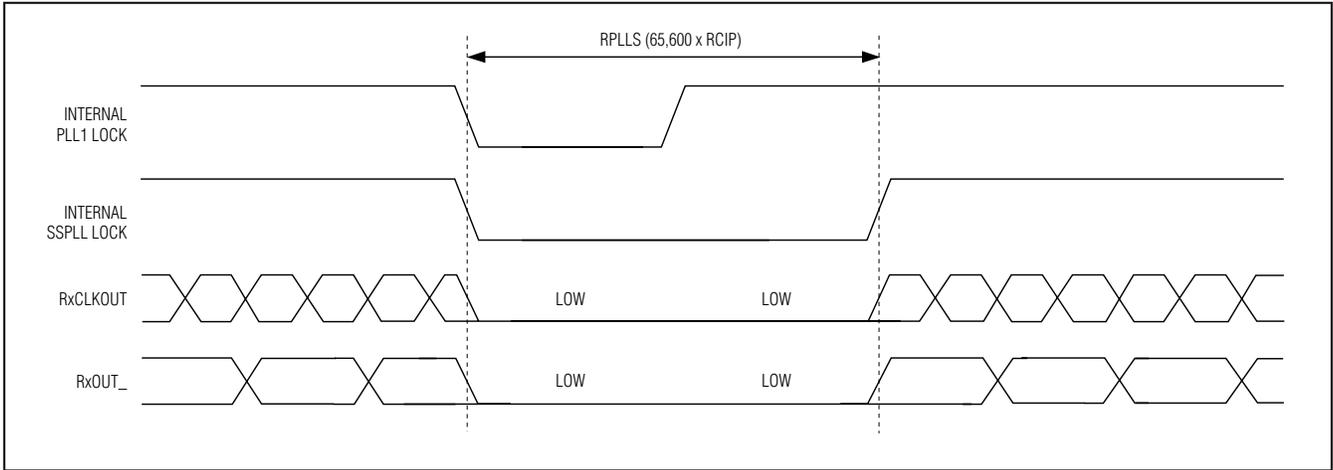 RPLLS (65,600 x RCIP)
INTERNAL
PLL1 LOCK
INTERNAL
SSPLL LOCK
RxCLKOUT
LOW
LOW
RxOUT_
LOW
LOW